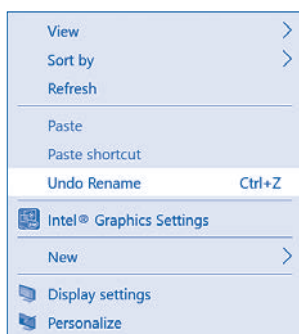 View
Sort by
Refresh
Paste
Paste shortcut
Undo Rename Ctrl+Z
Intel® Graphics Settings
New
Display settings
Personalize